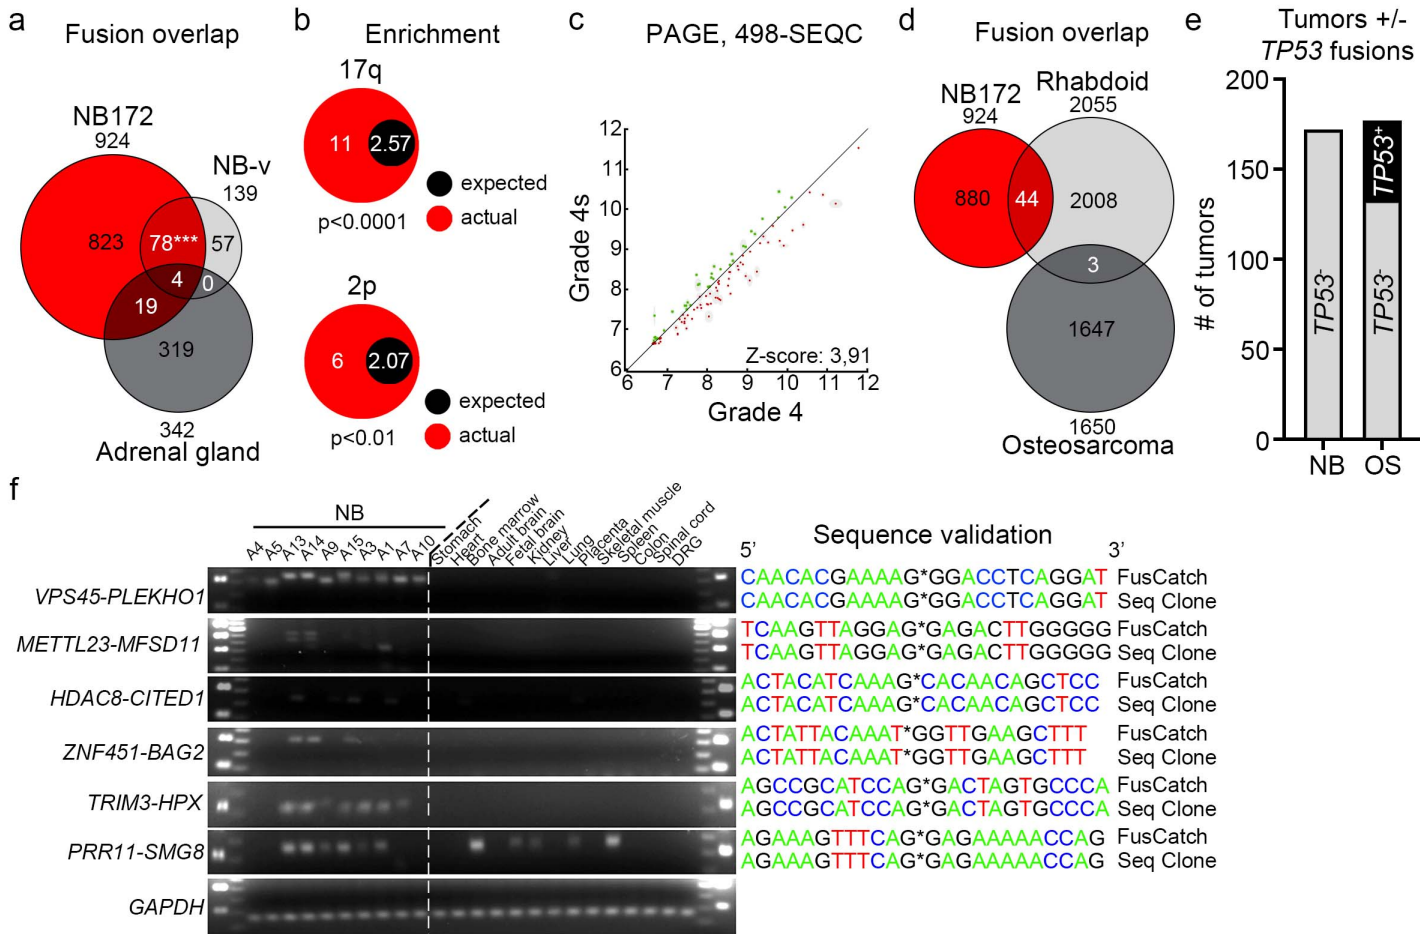 a
Fusion overlap
NB172
924
NB-v
139
823
78***
57
4
0
19
319
342
Adrenal gland
b
Enrichment
17q
11
2.57
expected
actual
p<0.0001
2p
6
2.07
expected
actual
p<0.01
c
PAGE, 498-SEQC
Grade 4s
12
11
10
9
8
7
6
6
7
8
9
10
11
12
Z-score: 3,91
Grade 4
d
Fusion overlap
NB172
924
Rhabdoid
2055
880
44
2008
3
1647
1650
Osteosarcoma
e
Tumors +/-
TP53 fusions
# of tumors
200
150
100
50
0
TP53-
TP53+
TP53-
NB
OS
f
NB
A4
A5
A13
A14
A9
A15
A3
A1
A7
A10
Stomach
Heart
Bone marrow
Adult brain
Fetal brain
Kidney
Liver
Lung
Placenta
Skeletal muscle
Spleen
Colon
Spinal cord
DRG
VPS45-PLEKHO1
METTL23-MFSD11
HDAC8-CITED1
ZNF451-BAG2
TRIM3-HPX
PRR11-SMG8
GAPDH
Sequence validation
5’ 3’
CAACACGAAAAG*GGACCTCAGGAT FusCatch
CAACACGAAAAG*GGACCTCAGGAT Seq Clone
TCAAGTTAGGAG*GAGACTTGGGGG FusCatch
TCAAGTTAGGAG*GAGACTTGGGGG Seq Clone
ACTACATCAAAG*CACAACAGCTCC FusCatch
ACTACATCAAAG*CACAACAGCTCC Seq Clone
ACTATTACAAAT*GGTTGAAGCTTT FusCatch
ACTATTACAAAT*GGTTGAAGCTTT Seq Clone
AGCCGCATCCAG*GACTAGTGCCCA FusCatch
AGCCGCATCCAG*GACTAGTGCCCA Seq Clone
AGAAAGTTTCAG*GAGAAAAACCAG FusCatch
AGAAAGTTTCAG*GAGAAAAACCAG Seq Clone